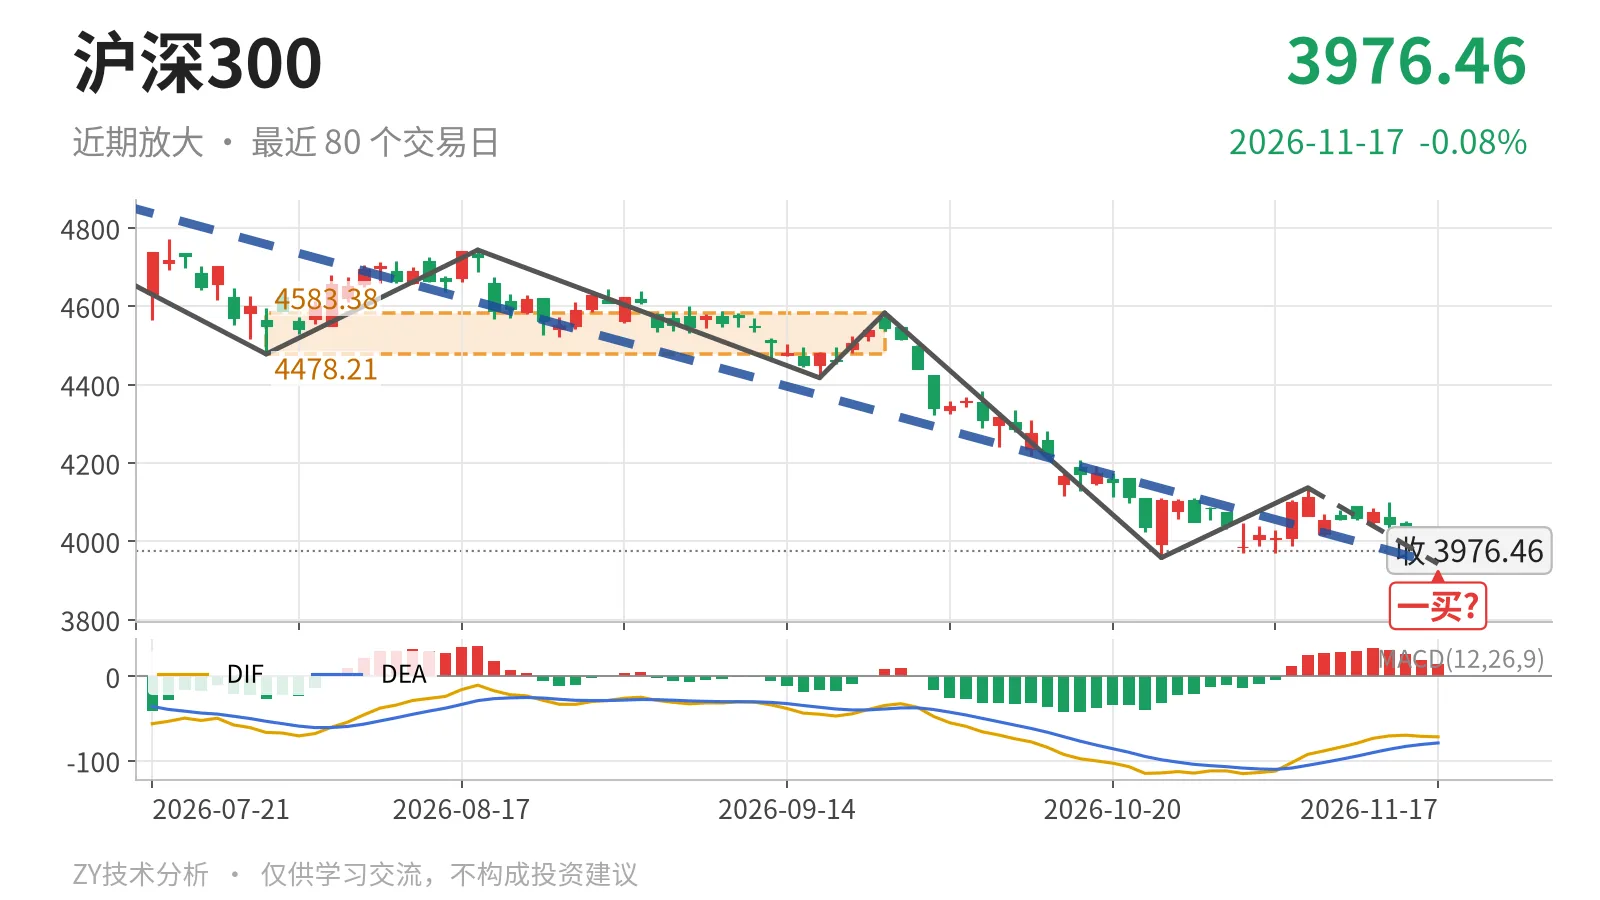 沪深300
3976.46
近期放大 • 最近 80 个交易日
2026-11-17 -0.08%
4800
4600
4400
4200
4000
3800
4583.38
4478.21
收 3976.46
一买?
DIF
DEA
MACD(12,26,9)
0
-100
2026-07-21
2026-08-17
2026-09-14
2026-10-20
2026-11-17
ZY技术分析 • 仅供学习交流，不构成投资建议